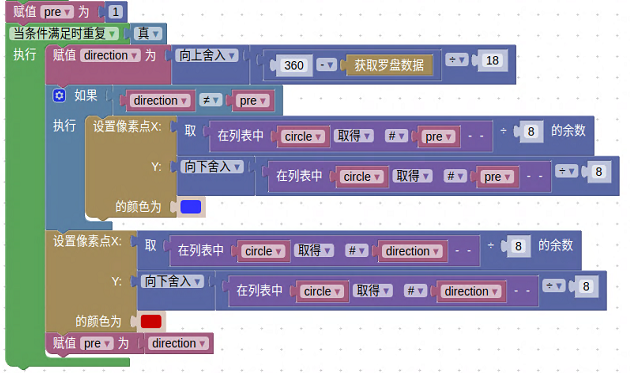 赋值 pre 为 1
当条件满足时重复 真
执行 赋值 direction 为 向上舍入 360 - 获取罗盘数据 ÷ 18
如果 direction ≠ pre
执行 设置像素点X: 取 在列表中 circle 取得 # pre - - ÷ 8 的余数
Y: 向下舍入 在列表中 circle 取得 # pre - - ÷ 8
的颜色为
设置像素点X: 取 在列表中 circle 取得 # direction - - ÷ 8 的余数
Y: 向下舍入 在列表中 circle 取得 # direction - - ÷ 8
的颜色为
赋值 pre 为 direction